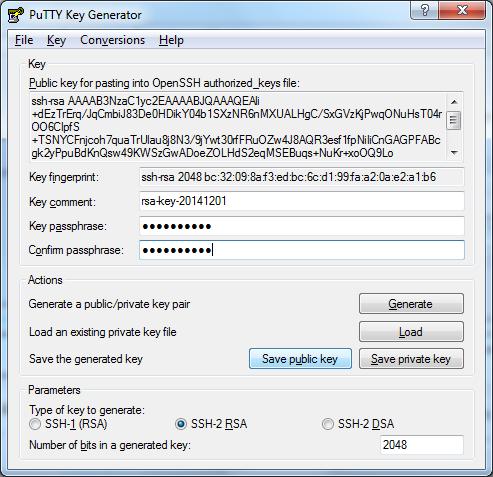 PuTTY Key Generator
File Key Conversions Help
Key
Public key for pasting into OpenSSH authorized_keys file:
ssh-rsa AAAAB3NzaC1yc2EAAAABJQAAAQEAli
+dEzTrErq/JqCmbiJ83De0HDikY04b1SXzNR6nMXUALHgC/SxGVzKjPwqONuHsT04r
OO6ClpfS
+TSNYCFnjcoh7quaTrUlau8j8N3/9jYwt30rfFRuOZw4J8AQR3esf1fpNiliCnGAGPFABc
gk2yPpuBdKnQsw49KWSzGwADoeZOLHdS2eqMSEBuqs+NuKr+xoOQ9Lo
Key fingerprint: ssh-rsa 2048 bc:32:09:8a:f3:ed:bc:6c:d1:99:fa:a2:0a:e2:a1:b6
Key comment: rsa-key-20141201
Key passphrase: ●●●●●●●●●●
Confirm passphrase: ●●●●●●●●●●
Actions
Generate a public/private key pair Generate
Load an existing private key file Load
Save the generated key Save public key Save private key
Parameters
Type of key to generate:
SSH-1 (RSA) SSH-2 RSA SSH-2 DSA
Number of bits in a generated key: 2048